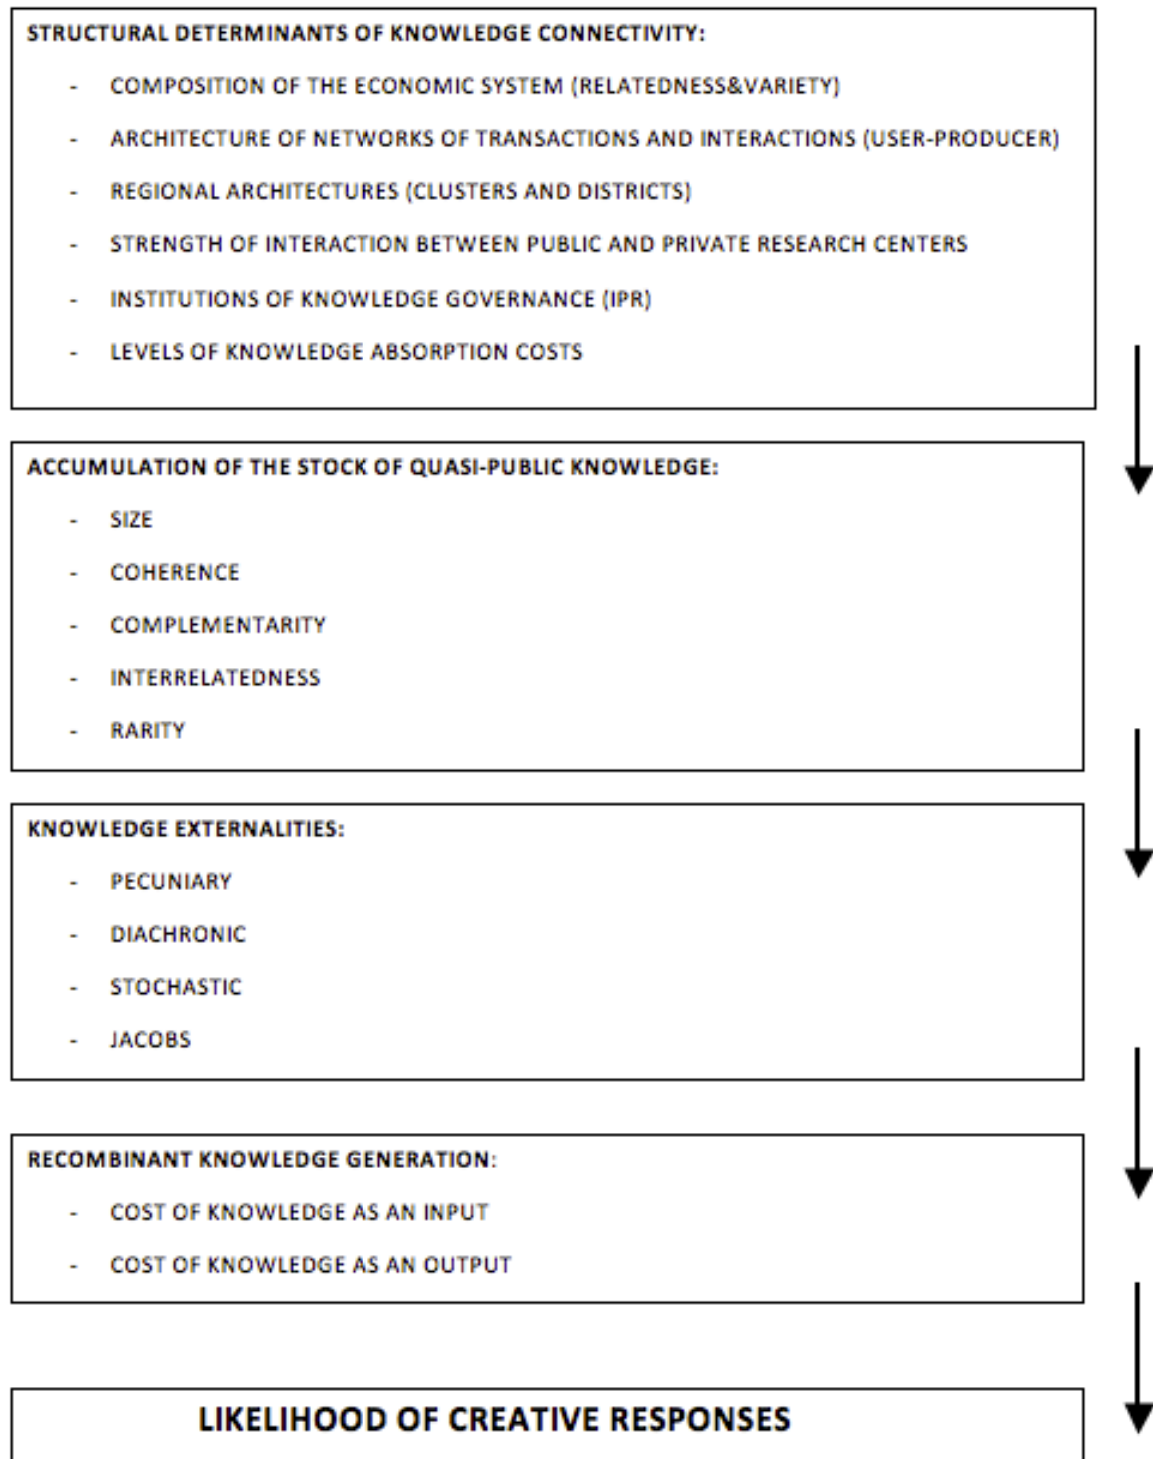 STRUCTURAL DETERMINANTS OF KNOWLEDGE CONNECTIVITY:
- COMPOSITION OF THE ECONOMIC SYSTEM (RELATEDNESS&VARIETY)
- ARCHITECTURE OF NETWORKS OF TRANSACTIONS AND INTERACTIONS (USER-PRODUCER)
- REGIONAL ARCHITECTURES (CLUSTERS AND DISTRICTS)
- STRENGTH OF INTERACTION BETWEEN PUBLIC AND PRIVATE RESEARCH CENTERS
- INSTITUTIONS OF KNOWLEDGE GOVERNANCE (IPR)
- LEVELS OF KNOWLEDGE ABSORPTION COSTS
ACCUMULATION OF THE STOCK OF QUASI-PUBLIC KNOWLEDGE:
- SIZE
- COHERENCE
- COMPLEMENTARITY
- INTERRELATEDNESS
- RARITY
KNOWLEDGE EXTERNALITIES:
- PECUNIARY
- DIACHRONIC
- STOCHASTIC
- JACOBS
RECOMBINANT KNOWLEDGE GENERATION:
- COST OF KNOWLEDGE AS AN INPUT
- COST OF KNOWLEDGE AS AN OUTPUT
LIKELIHOOD OF CREATIVE RESPONSES